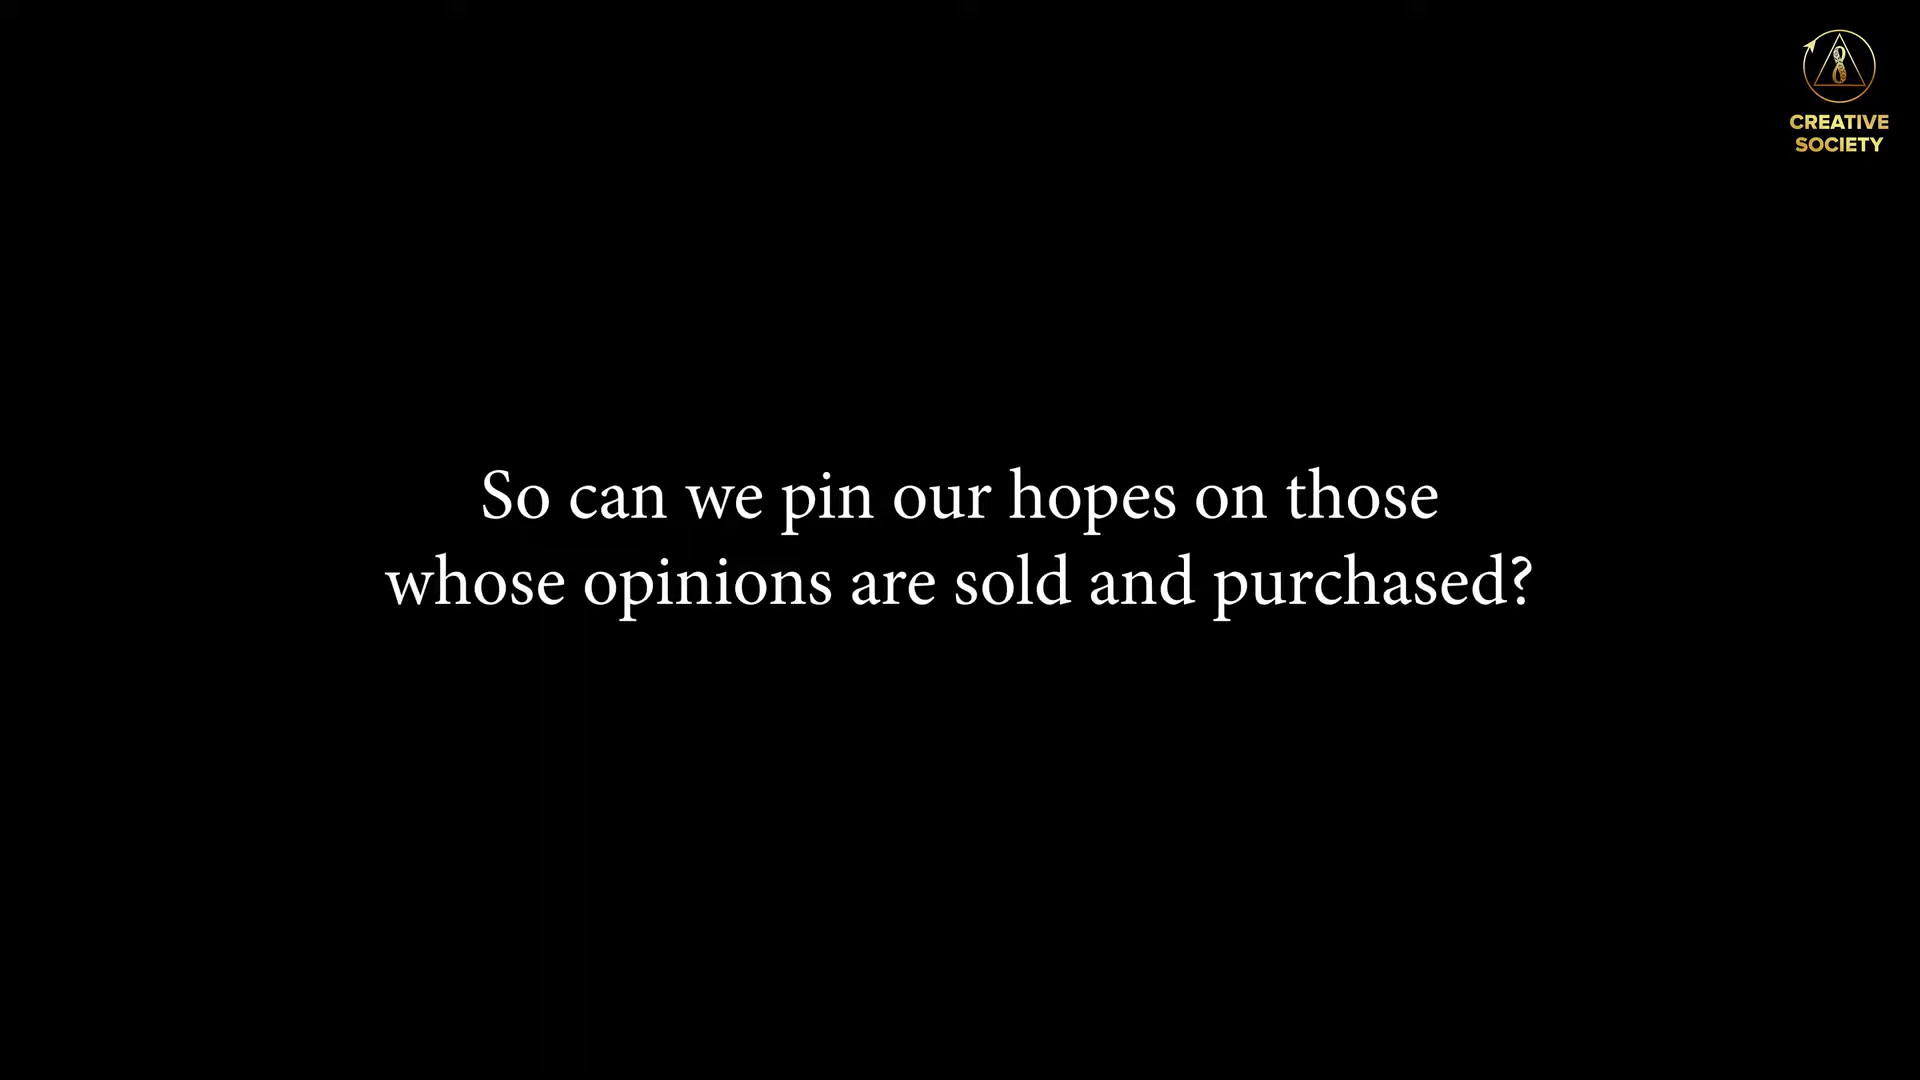 CREATIVE
SOCIETY
So can we pin our hopes on those
whose opinions are sold and purchased?